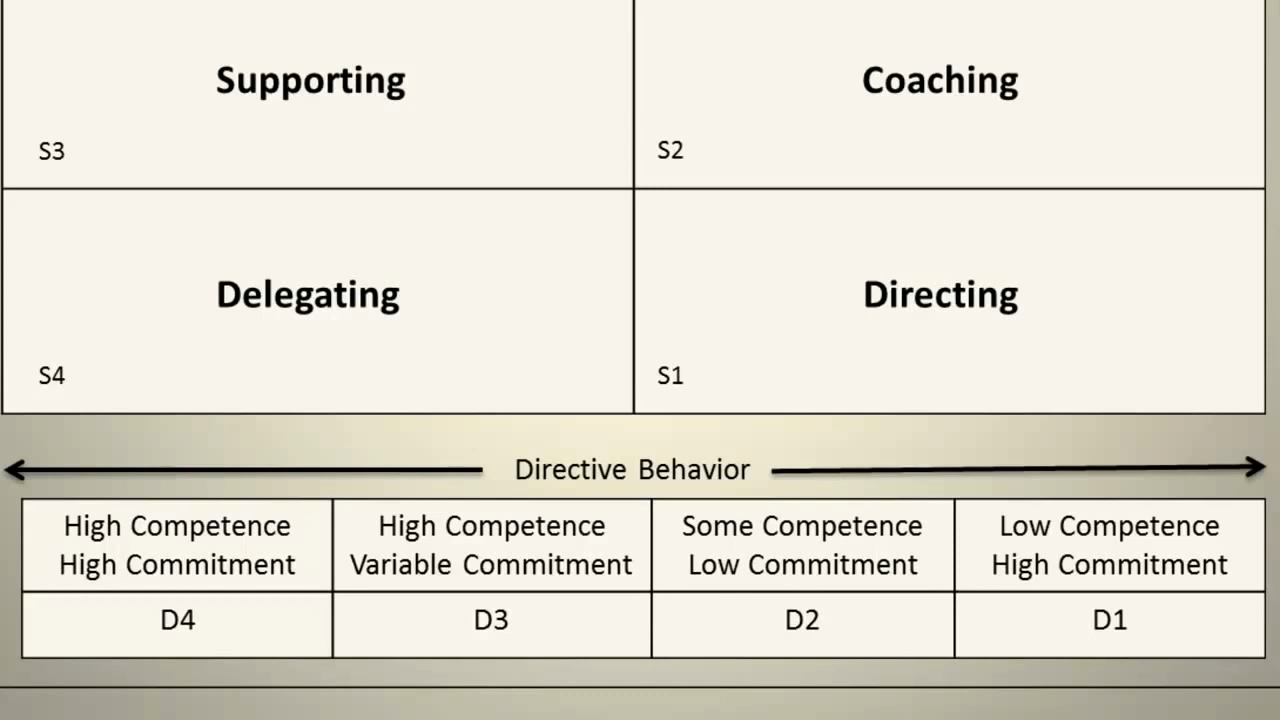 Supporting
S3
Coaching
S2
Delegating
S4
Directing
S1
Directive Behavior
High Competence
High Commitment
High Competence
Variable Commitment
Some Competence
Low Commitment
Low Competence
High Commitment
D4
D3
D2
D1